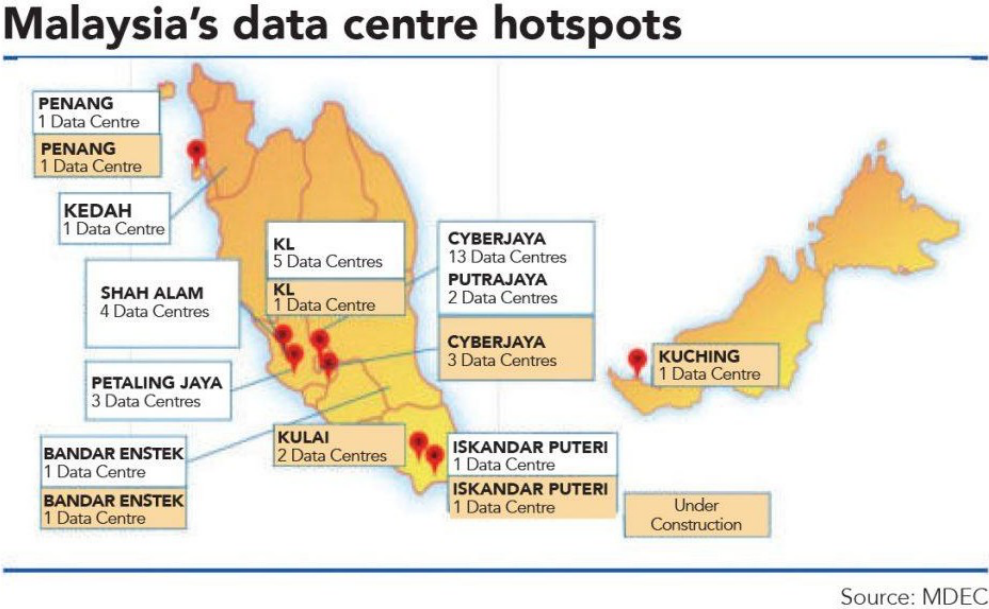 Malaysia's data centre hotspots
PENANG
1 Data Centre
PENANG
1 Data Centre
KEDAH
1 Data Centre
KL
5 Data Centres
KL
1 Data Centre
CYBERJAYA
13 Data Centres
PUTRAJAYA
2 Data Centres
CYBERJAYA
3 Data Centres
SHAH ALAM
4 Data Centres
PETALING JAYA
3 Data Centres
KUCHING
1 Data Centre
BANDAR ENSTEK
1 Data Centre
BANDAR ENSTEK
1 Data Centre
KULAI
2 Data Centres
ISKANDAR PUTERI
1 Data Centre
ISKANDAR PUTERI
1 Data Centre
Under
Construction
Source: MDEC